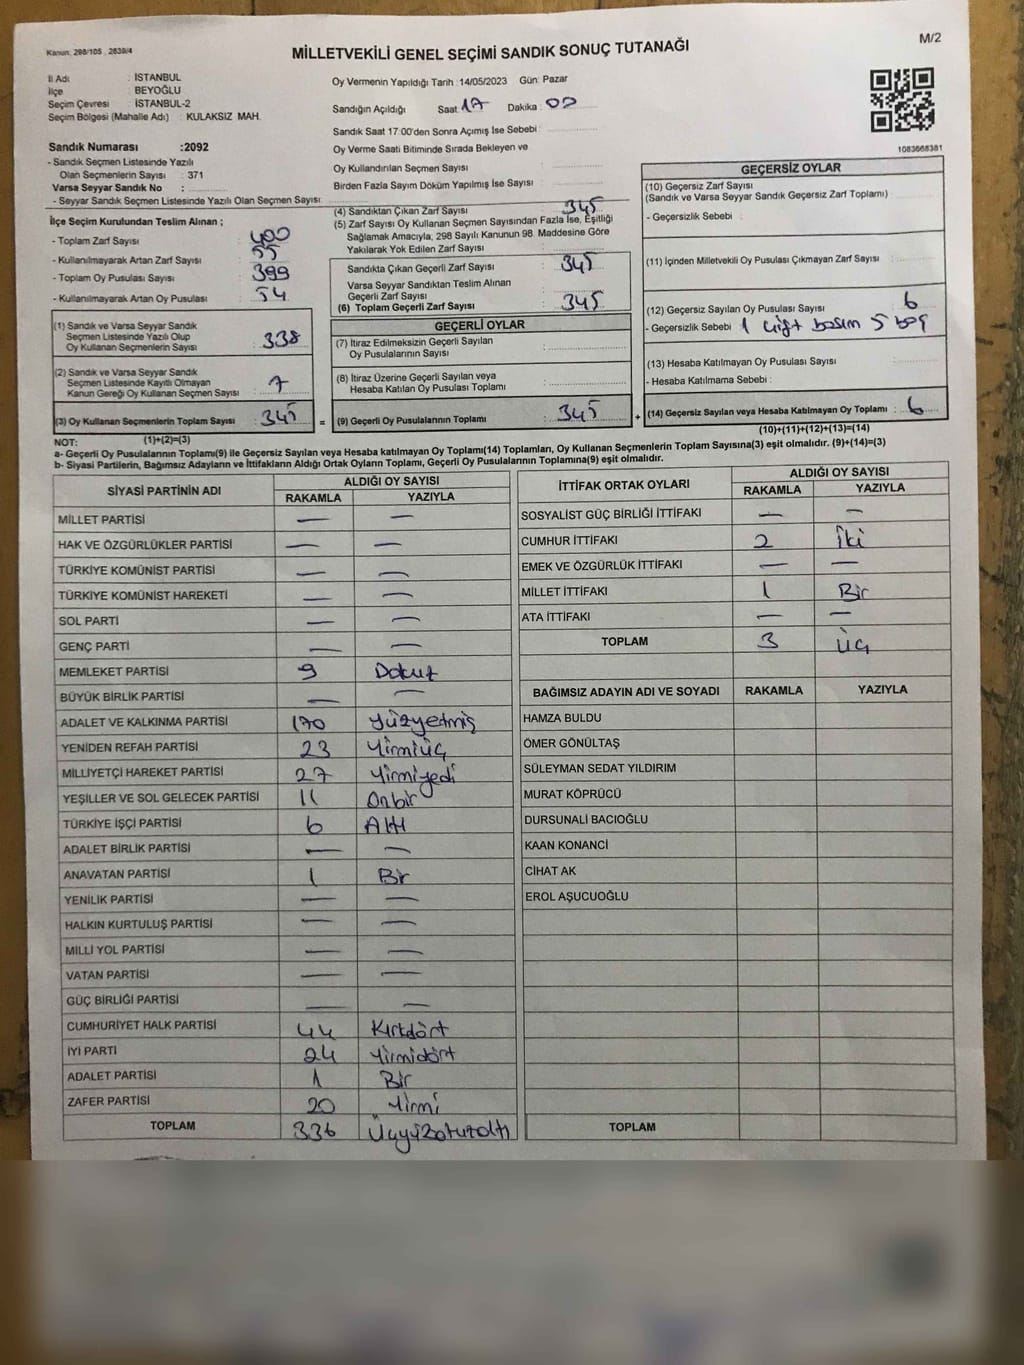 Kanun: 298/105 , 2839/4
M/2
MİLLETVEKİLİ GENEL SEÇİMİ SANDIK SONUÇ TUTANAĞI
İl Adı : İSTANBUL
İlçe BEYOĞLU
Seçim Çevresi : İSTANBUL-2
Seçim Bölgesi (Mahalle Adı) : KULAKSIZ MAH.
Sandık Numarası :2092
- Sandık Seçmen Listesinde Yazılı
Olan Seçmenlerin Sayısı : 371
Varsa Seyyar Sandık No :
- Seyyar Sandık Seçmen Listesinde Yazılı Olan Seçmen Sayısı
Oy Vermenin Yapıldığı Tarih :14/05/2023 Gün: Pazar
Sandığın Açıldığı Saat 17 Dakika : 00
Sandık Saat 17:00'den Sonra Açımış İse Sebebi :
Oy Verme Saati Bitiminde Sırada Bekleyen ve
Oy Kullandırılan Seçmen Sayısı
Birden Fazla Sayım Döküm Yapılmış İse Sayısı :
1083668381
İlçe Seçim Kurulundan Teslim Alınan ;
- Toplam Zarf Sayısı : 400
- Kullanılmayarak Artan Zarf Sayısı : 55
- Toplam Oy Pusulası Sayısı : 399
- Kullanılmayarak Artan Oy Pusulası : 54
(1) Sandık ve Varsa Seyyar Sandık
Seçmen Listesinde Yazılı Olup
Oy Kullanan Seçmenlerin Sayısı : 338
(2) Sandık ve Varsa Seyyar Sandık
Seçmen Listesinde Kayıtlı Olmayan
Kanun Gereği Oy Kullanan Seçmen Sayısı : 7
(3) Oy Kullanan Seçmenlerin Toplam Sayısı : 345
(1)+(2)=(3)
(4) Sandıktan Çıkan Zarf Sayısı : 345
(5) Zarf Sayısı Oy Kullanan Seçmen Sayısından Fazla İse, Eşitliği
Sağlamak Amacıyla; 298 Sayılı Kanunun 98. Maddesine Göre
Yakılarak Yok Edilen Zarf Sayısı :
Sandıkta Çıkan Geçerli Zarf Sayısı : 345
Varsa Seyyar Sandıktan Teslim Alınan
Geçerli Zarf Sayısı :
(6) Toplam Geçerli Zarf Sayısı : 345
GEÇERLİ OYLAR
(7) İtiraz Edilmeksizin Geçerli Sayılan
Oy Pusulalarının Sayısı :
(8) İtiraz Üzerine Geçerli Sayılan veya
Hesaba Katılan Oy Pusulası Toplamı :
= (9) Geçerli Oy Pusulalarının Toplamı : 345
GEÇERSİZ OYLAR
(10) Geçersiz Zarf Sayısı
(Sandık ve Varsa Seyyar Sandık Geçersiz Zarf Toplamı) :
- Geçersizlik Sebebi :
(11) İçinden Milletvekili Oy Pusulası Çıkmayan Zarf Sayısı :
(12) Geçersiz Sayılan Oy Pusulası Sayısı : 6
- Geçersizlik Sebebi : 1 çift basım 5 boş
(13) Hesaba Katılmayan Oy Pusulası Sayısı :
- Hesaba Katılmama Sebebi :
+ (14) Geçersiz Sayılan veya Hesaba Katılmayan Oy Toplamı : 6
(10)+(11)+(12)+(13)=(14)
NOT:
a- Geçerli Oy Pusulalarının Toplamı(9) ile Geçersiz Sayılan veya Hesaba katılmayan Oy Toplamı(14) Toplamları, Oy Kullanan Seçmenlerin Toplam Sayısına(3) eşit olmalıdır. (9)+(14)=(3)
b- Siyasi Partilerin, Bağımsız Adayların ve İttifakların Aldığı Ortak Oyların Toplamı, Geçerli Oy Pusulalarının Toplamına(9) eşit olmalıdır.
SİYASİ PARTİNİN ADI ALDIĞI OY SAYISI
RAKAMLA YAZIYLA
MİLLET PARTİSİ — —
HAK VE ÖZGÜRLÜKLER PARTİSİ — —
TÜRKİYE KOMÜNİST PARTİSİ — —
TÜRKİYE KOMÜNİST HAREKETİ — —
SOL PARTİ — —
GENÇ PARTİ — —
MEMLEKET PARTİSİ 9 Dokuz
BÜYÜK BİRLİK PARTİSİ — —
ADALET VE KALKINMA PARTİSİ 170 Yüzyetmiş
YENİDEN REFAH PARTİSİ 23 Yirmiüç
MİLLİYETÇİ HAREKET PARTİSİ 27 Yirmiyedi
YEŞİLLER VE SOL GELECEK PARTİSİ 11 Onbir
TÜRKİYE İŞÇİ PARTİSİ 6 Altı
ADALET BİRLİK PARTİSİ — —
ANAVATAN PARTİSİ 1 Bir
YENİLİK PARTİSİ — —
HALKIN KURTULUŞ PARTİSİ — —
MİLLİ YOL PARTİSİ — —
VATAN PARTİSİ — —
GÜÇ BİRLİĞİ PARTİSİ — —
CUMHURİYET HALK PARTİSİ 44 Kırkdört
İYİ PARTİ 24 Yirmidört
ADALET PARTİSİ 1 Bir
ZAFER PARTİSİ 20 Yirmi
TOPLAM 336 Üçyüzotuzaltı
İTTİFAK ORTAK OYLARI ALDIĞI OY SAYISI
RAKAMLA YAZIYLA
SOSYALİST GÜÇ BİRLİĞİ İTTİFAKI — —
CUMHUR İTTİFAKI 2 İki
EMEK VE ÖZGÜRLÜK İTTİFAKI — —
MİLLET İTTİFAKI 1 Bir
ATA İTTİFAKI — —
TOPLAM 3 Üç
BAĞIMSIZ ADAYIN ADI VE SOYADI RAKAMLA YAZIYLA
HAMZA BULDU
ÖMER GÖNÜLTAŞ
SÜLEYMAN SEDAT YILDIRIM
MURAT KÖPRÜCÜ
DURSUNALİ BACIOĞLU
KAAN KONANCİ
CİHAT AK
EROL AŞUCUOĞLU
TOPLAM